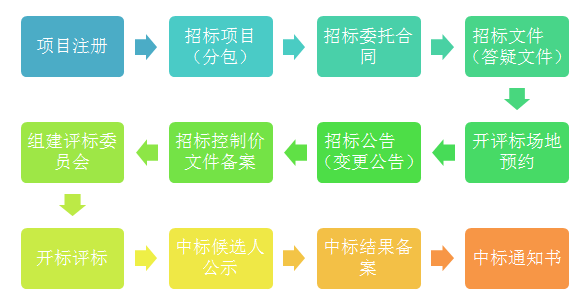 项目注册
招标项目
（分包）
招标委托合
同
招标文件
（答疑文件）
开评标场地
预约
招标公告
（变更公告）
招标控制价
文件备案
组建评标委
员会
开标评标
中标候选人
公示
中标结果备
案
中标通知书